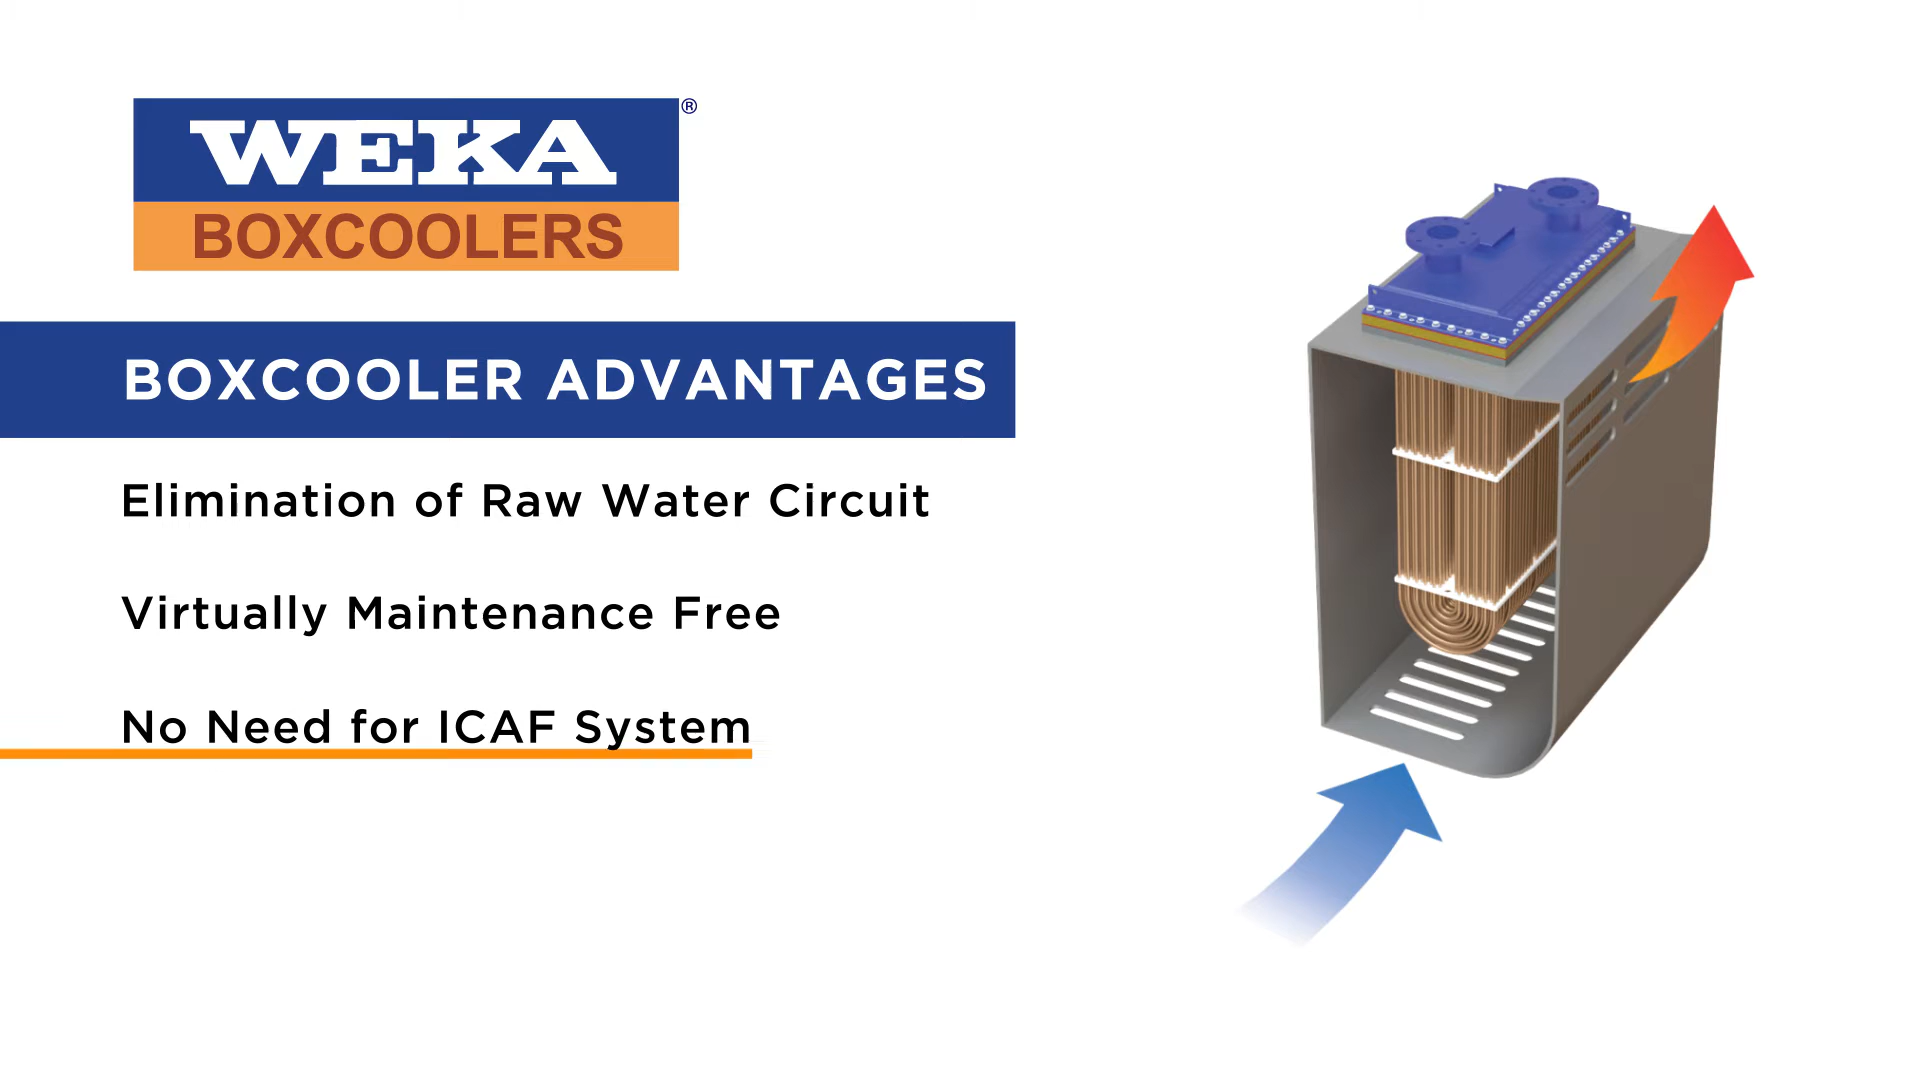 WEKA®
BOXCOOLERS
BOXCOOLER ADVANTAGES
Elimination of Raw Water Circuit
Virtually Maintenance Free
No Need for ICAF System